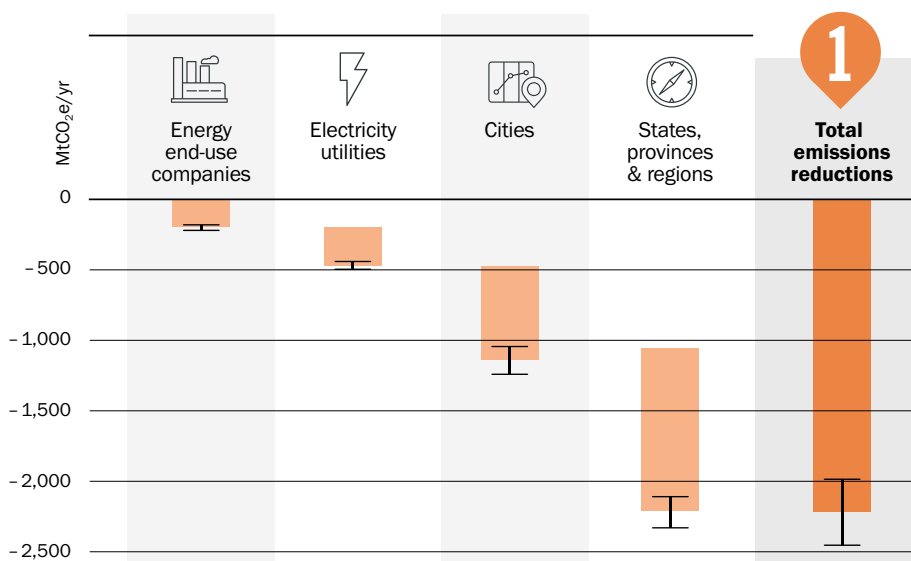 1
MtCO₂e/yr
Energy
end-use
companies
Electricity
utilities
Cities
States,
provinces
& regions
Total
emissions
reductions
0
–500
–1,000
–1,500
–2,000
–2,500